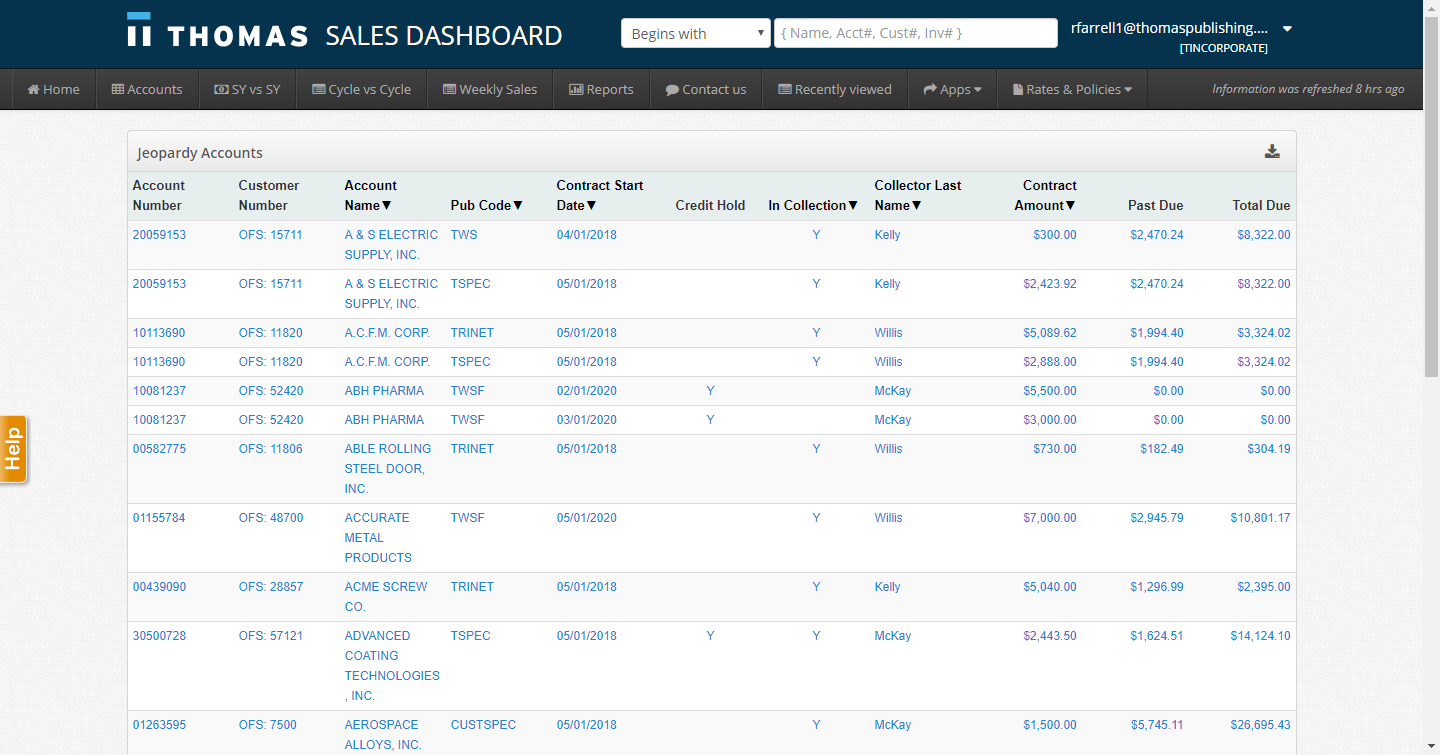 THOMAS SALES DASHBOARD
Begins with
{ Name, Acct#, Cust#, Inv# }
rfarrell1@thomaspublishing....
[TINCORPORATE]
Home Accounts SY vs SY Cycle vs Cycle Weekly Sales Reports Contact us Recently viewed Apps Rates & Policies Information was refreshed 8 hrs ago
Jeopardy Accounts
Account Customer Account Contract Start Collector Last Contract
Number Number Name▼ Pub Code▼ Date▼ Credit Hold In Collection▼ Name▼ Amount▼ Past Due Total Due
20059153 OFS: 15711 A & S ELECTRIC TWS 04/01/2018 Y Kelly $300.00 $2,470.24 $8,322.00
SUPPLY, INC.
20059153 OFS: 15711 A & S ELECTRIC TSPEC 05/01/2018 Y Kelly $2,423.92 $2,470.24 $8,322.00
SUPPLY, INC.
10113690 OFS: 11820 A.C.F.M. CORP. TRINET 05/01/2018 Y Willis $5,089.62 $1,994.40 $3,324.02
10113690 OFS: 11820 A.C.F.M. CORP. TSPEC 05/01/2018 Y Willis $2,888.00 $1,994.40 $3,324.02
10081237 OFS: 52420 ABH PHARMA TWSF 02/01/2020 Y McKay $5,500.00 $0.00 $0.00
10081237 OFS: 52420 ABH PHARMA TWSF 03/01/2020 Y McKay $3,000.00 $0.00 $0.00
00582775 OFS: 11806 ABLE ROLLING TRINET 05/01/2018 Y Willis $730.00 $182.49 $304.19
STEEL DOOR,
INC.
01155784 OFS: 48700 ACCURATE TWSF 05/01/2020 Y Willis $7,000.00 $2,945.79 $10,801.17
METAL
PRODUCTS
00439090 OFS: 28857 ACME SCREW TRINET 05/01/2018 Y Kelly $5,040.00 $1,296.99 $2,395.00
CO.
30500728 OFS: 57121 ADVANCED TSPEC 05/01/2018 Y Y McKay $2,443.50 $1,624.51 $14,124.10
COATING
TECHNOLOGIES
, INC.
01263595 OFS: 7500 AEROSPACE CUSTSPEC 05/01/2018 Y McKay $1,500.00 $5,745.11 $26,695.43
ALLOYS, INC.
Help